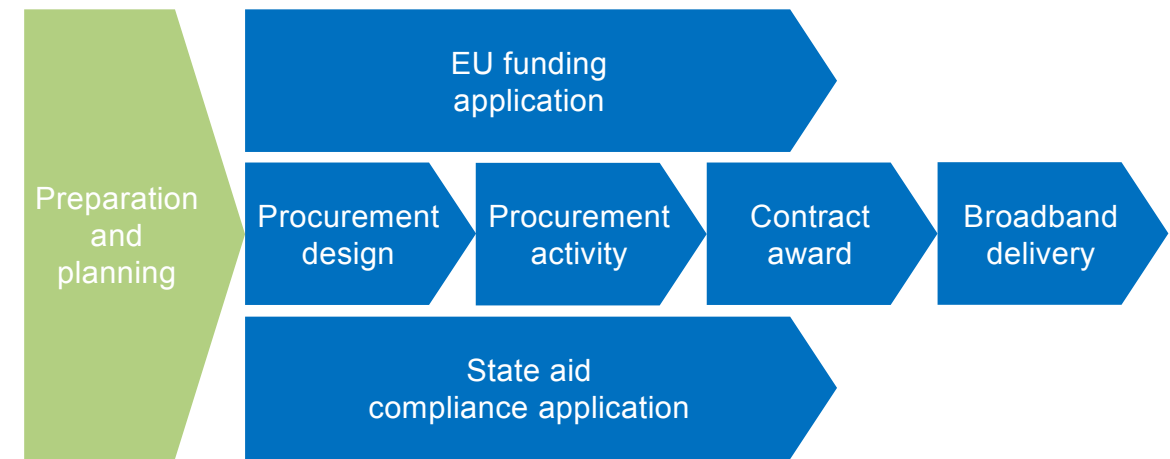 Preparation
and
planning
EU funding
application
Procurement
design
Procurement
activity
Contract
award
Broadband
delivery
State aid
compliance application